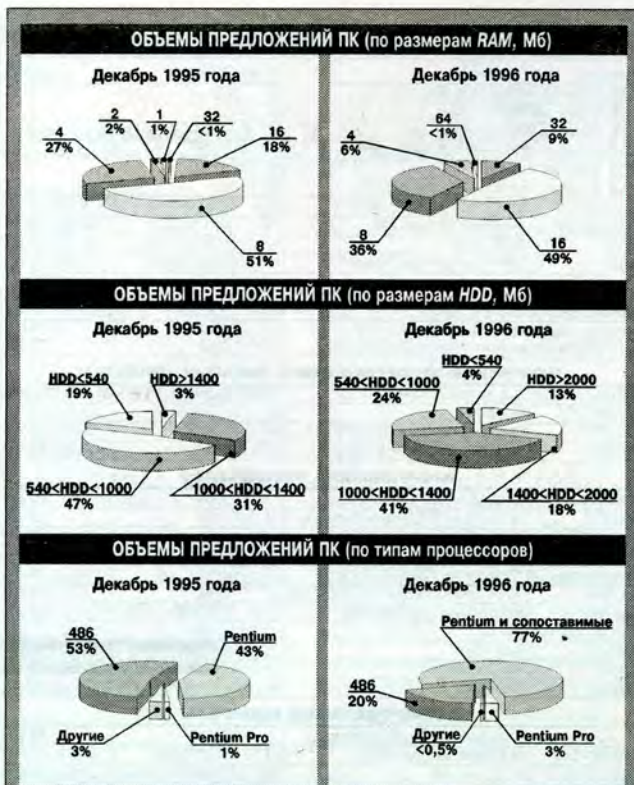 ОБЪЕМЫ ПРЕДЛОЖЕНИЙ ПК (по размерам RAM, Мб)
Декабрь 1995 года
4
27%
2
2%
1
1%
32
<1%
16
18%
8
51%
Декабрь 1996 года
4
6%
64
<1%
32
9%
8
36%
16
49%
ОБЪЕМЫ ПРЕДЛОЖЕНИЙ ПК (по размерам HDD, Мб)
Декабрь 1995 года
HDD<540
19%
HDD>1400
3%
540<HDD<1000
47%
1000<HDD<1400
31%
Декабрь 1996 года
540<HDD<1000
24%
HDD<540
4%
HDD>2000
13%
1000<HDD<1400
41%
1400<HDD<2000
18%
ОБЪЕМЫ ПРЕДЛОЖЕНИЙ ПК (по типам процессоров)
Декабрь 1995 года
486
53%
Pentium
43%
Другие
3%
Pentium Pro
1%
Декабрь 1996 года
Pentium и сопоставимые
77%
486
20%
Другие
<0,5%
Pentium Pro
3%